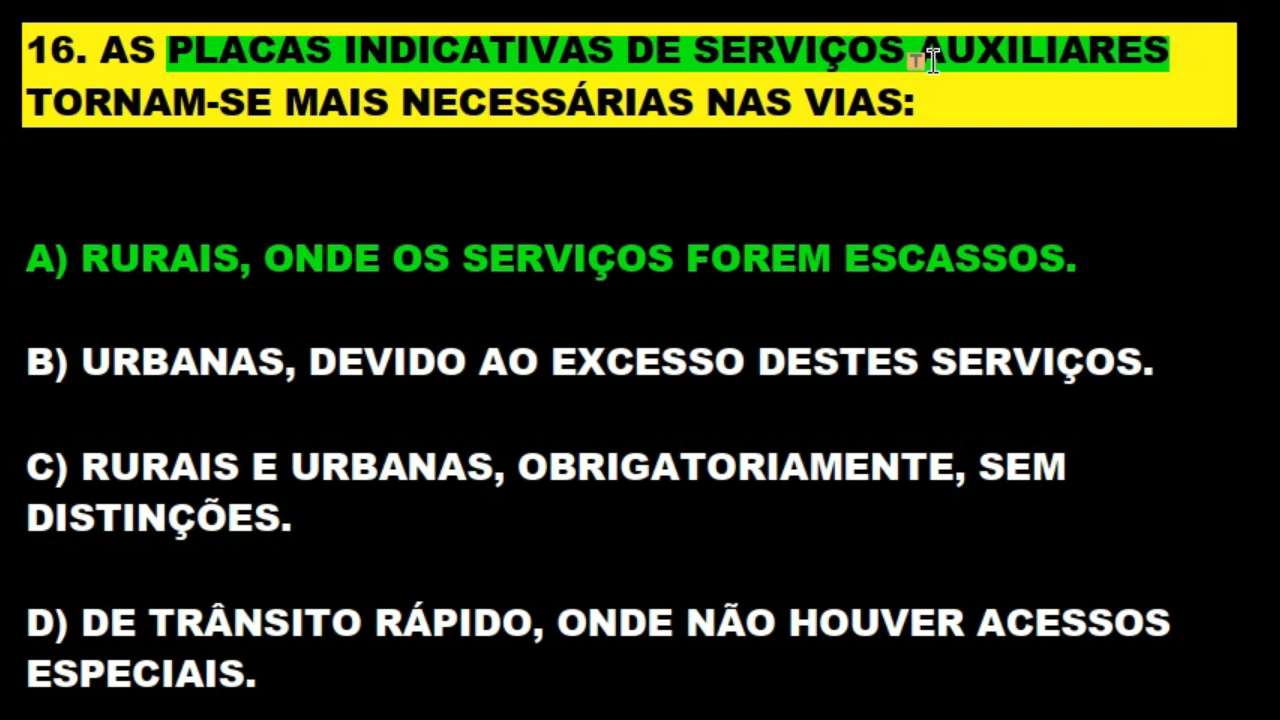 16. AS PLACAS INDICATIVAS DE SERVIÇOS AUXILIARES
TORNAM-SE MAIS NECESSÁRIAS NAS VIAS:
A) RURAIS, ONDE OS SERVIÇOS FOREM ESCASSOS.
B) URBANAS, DEVIDO AO EXCESSO DESTES SERVIÇOS.
C) RURAIS E URBANAS, OBRIGATORIAMENTE, SEM
DISTINÇÕES.
D) DE TRÂNSITO RÁPIDO, ONDE NÃO HOUVER ACESSOS
ESPECIAIS.